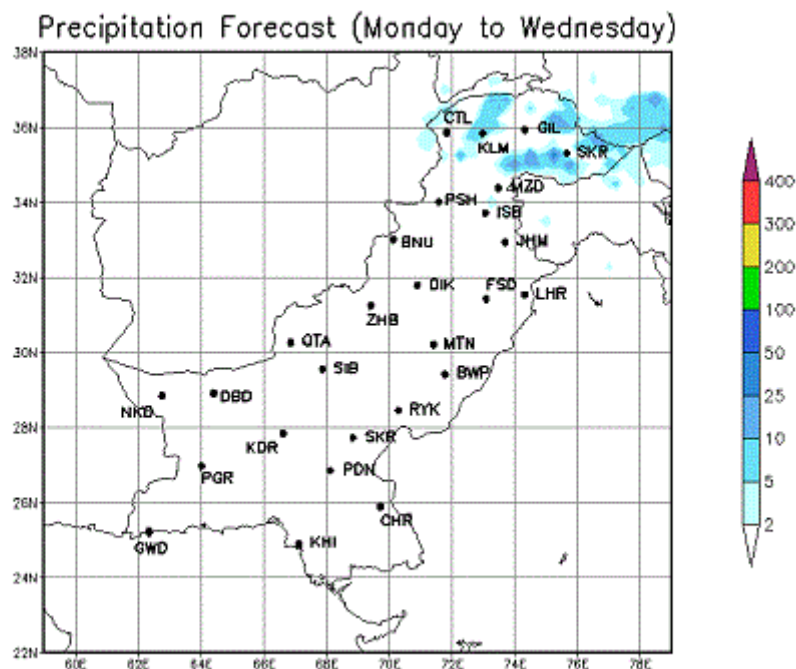 Precipitation Forecast (Monday to Wednesday)
38N
36N
34N
32N
30N
28N
26N
24N
22N
60E 62E 64E 66E 68E 70E 72E 74E 76E 78E
CTL
KLM
GIL
SKR
MZD
PSH
ISB
BNU
JHM
DIK
FSD
LHR
ZHB
QTA
MTN
SIB
BWP
NKD
DBD
RYK
KDR
SKR
PGR
PDN
CHR
GWD
KHI
400
300
200
100
50
25
10
5
2